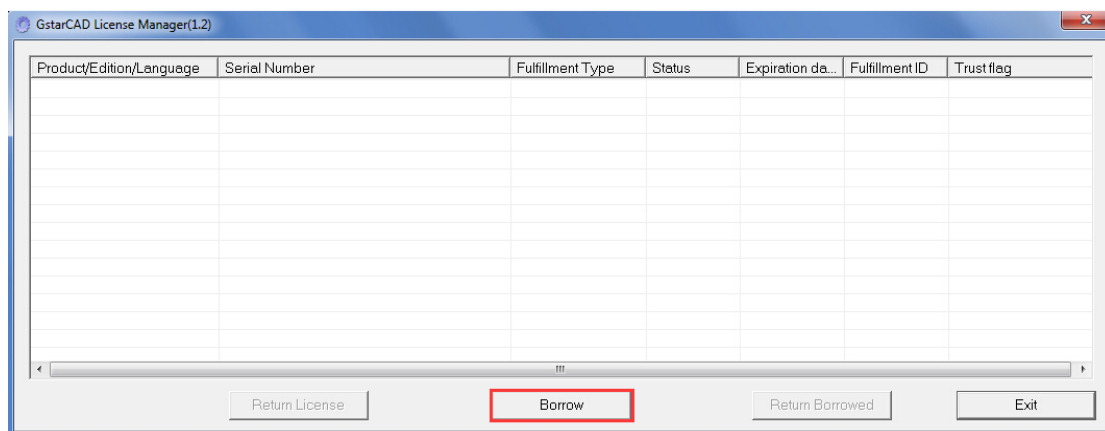 GstarCAD License Manager(1.2)
Product/Edition/Language Serial Number Fulfillment Type Status Expiration da... Fulfillment ID Trust flag
Return License Borrow Return Borrowed Exit